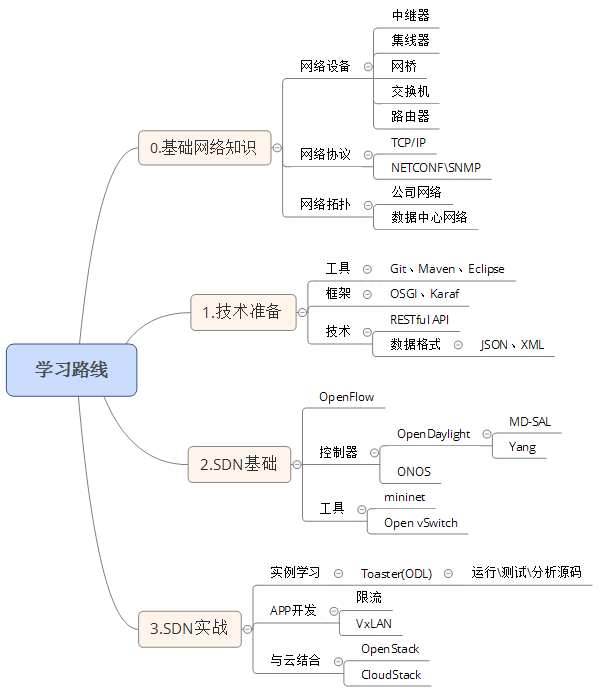 学习路线
0.基础网络知识
网络设备
中继器
集线器
网桥
交换机
路由器
网络协议
TCP/IP
NETCONF\SNMP
网络拓扑
公司网络
数据中心网络
1.技术准备
工具
Git、Maven、Eclipse
框架
OSGI、Karaf
技术
RESTful API
数据格式
JSON、XML
2.SDN基础
OpenFlow
控制器
OpenDaylight
MD-SAL
Yang
ONOS
工具
mininet
Open vSwitch
3.SDN实战
实例学习
Toaster(ODL)
运行\测试\分析源码
APP开发
限流
VxLAN
与云结合
OpenStack
CloudStack